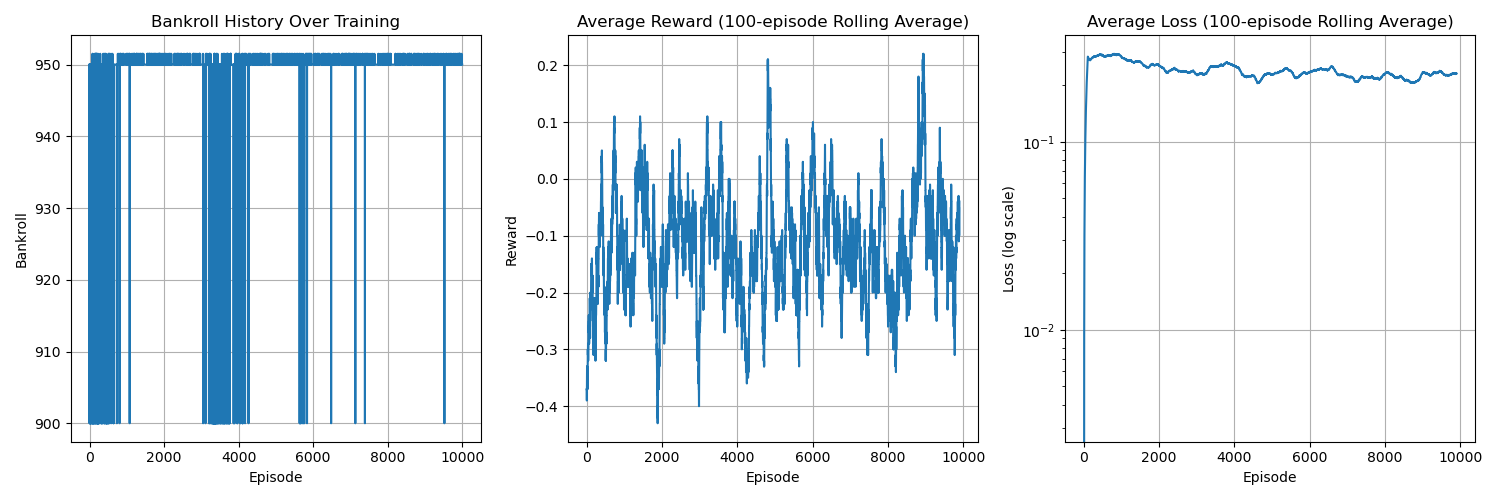 Bankroll History Over Training
Bankroll
950
940
930
920
910
900
0 2000 4000 6000 8000 10000
Episode
Average Reward (100-episode Rolling Average)
Reward
0.2
0.1
0.0
−0.1
−0.2
−0.3
−0.4
0 2000 4000 6000 8000 10000
Episode
Average Loss (100-episode Rolling Average)
Loss (log scale)
10⁻¹
10⁻²
0 2000 4000 6000 8000 10000
Episode